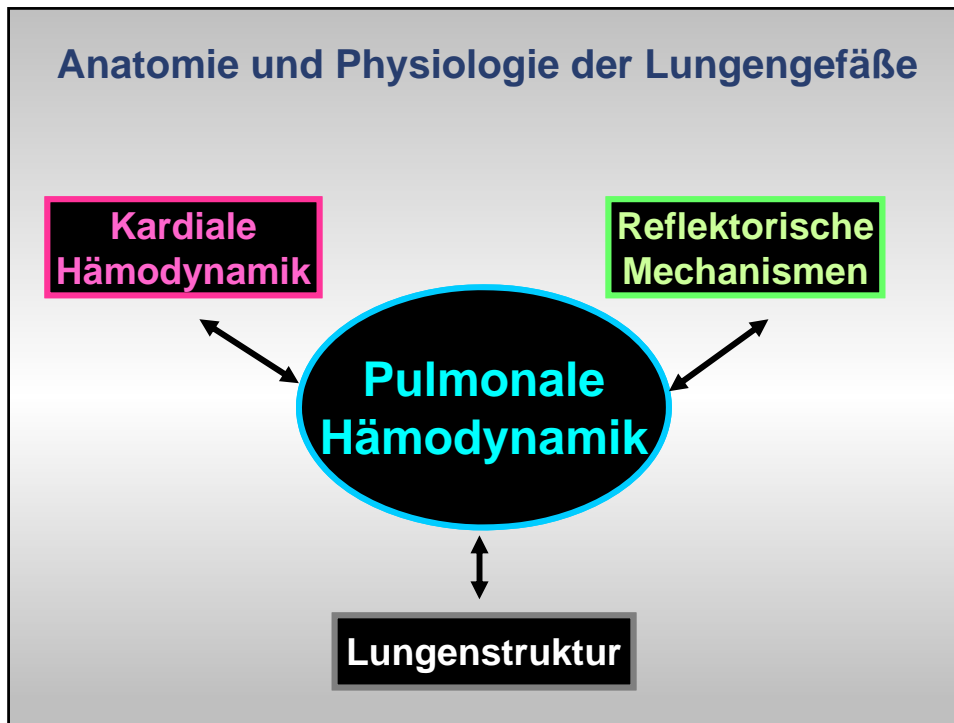 Anatomie und Physiologie der Lungengefäße
Kardiale
Hämodynamik
Reflektorische
Mechanismen
Pulmonale
Hämodynamik
Lungenstruktur